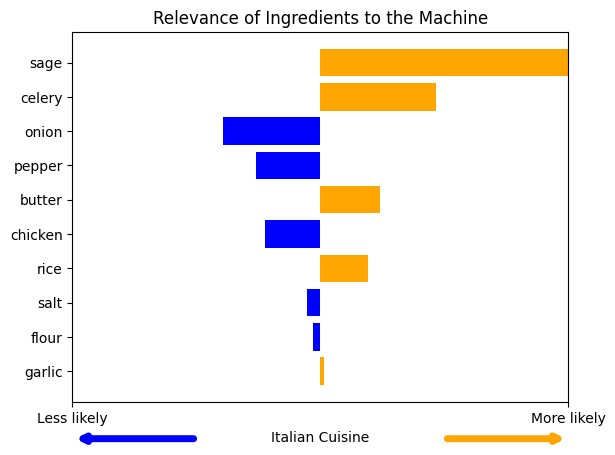 Relevance of Ingredients to the Machine
sage
celery
onion
pepper
butter
chicken
rice
salt
flour
garlic
Less likely
More likely
Italian Cuisine